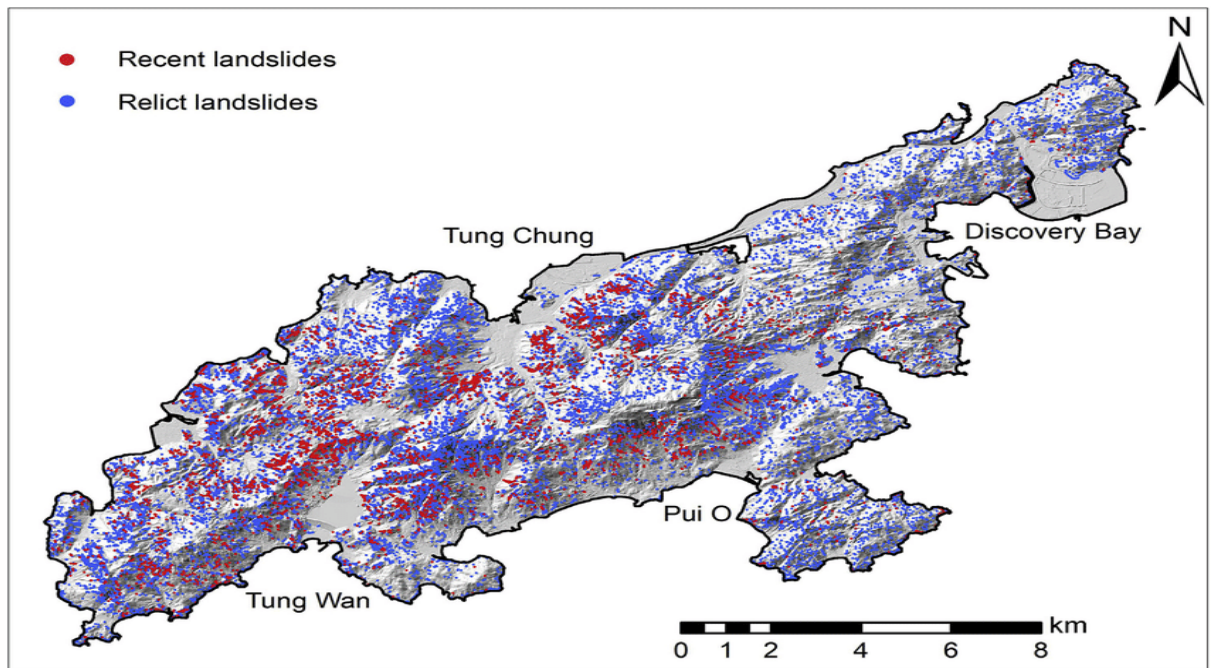 Recent landslides
Relict landslides
N
Tung Chung
Discovery Bay
Pui O
Tung Wan
km
0 1 2 4 6 8